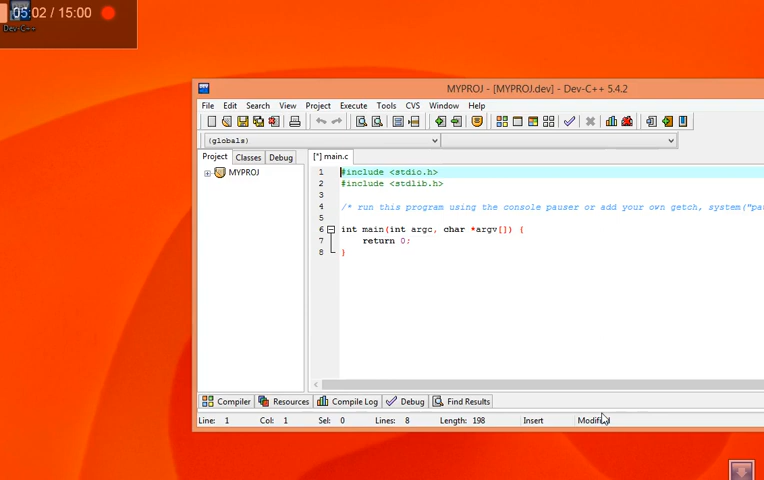 05:02 / 15:00
Dev-C++
MYPROJ - [MYPROJ.dev] - Dev-C++ 5.4.2
File Edit Search View Project Execute Tools CVS Window Help
(globals)
Project Classes Debug [*] main.c
MYPROJ
1 #include <stdio.h>
2 #include <stdlib.h>
3
4 /* run this program using the console pauser or add your own getch, system("pau
5
6 int main(int argc, char *argv[]) {
7 return 0;
8 }
Compiler Resources Compile Log Debug Find Results
Line: 1 Col: 1 Sel: 0 Lines: 8 Length: 198 Insert Modified